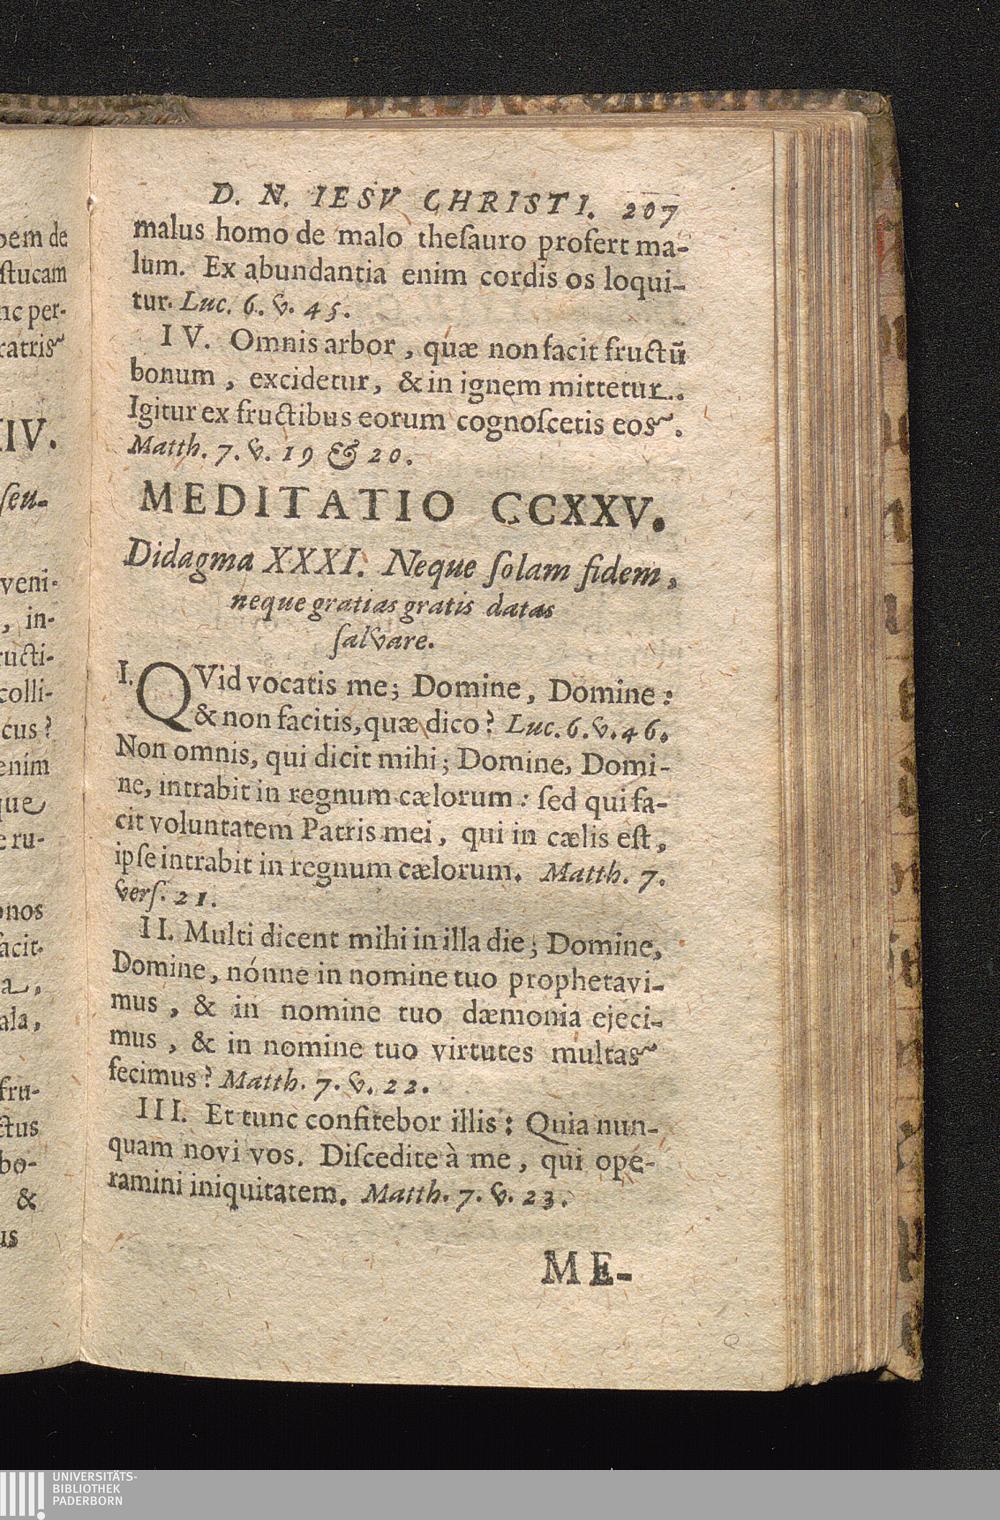 D. N. IESV CHRISTI. 207
malus homo de malo theſauro profert ma-
lum. Ex abundantia enim cordis os loqui-
tur. Luc. 6. v. 45.
IV. Omnis arbor, quæ non facit fructū
bonum, excidetur, & in ignem mittetur.
Igitur ex fructibus eorum cognoſcetis eos.
Matth. 7. v. 19 & 20.
MEDITATIO CCXXV.
Didagma XXXI. Neque ſolam fidem,
neque gratias gratis datas
ſalvare.
I. QVid vocatis me; Domine, Domine:
& non facitis, quæ dico? Luc. 6. v. 46.
Non omnis, qui dicit mihi; Domine, Domi-
ne, intrabit in regnum cælorum: ſed qui fa-
cit voluntatem Patris mei, qui in cælis eſt,
ipſe intrabit in regnum cælorum. Matth. 7.
verſ. 21.
II. Multi dicent mihi in illa die; Domine,
Domine, nónne in nomine tuo prophetavi-
mus, & in nomine tuo dæmonia ejeci-
mus, & in nomine tuo virtutes multas
fecimus? Matth. 7. v. 22.
III. Et tunc confitebor illis: Quia nun-
quam novi vos. Diſcedite à me, qui ope-
ramini iniquitatem. Matth. 7. v. 23.
ME-
UNIVERSITÄTS-
BIBLIOTHEK
PADERBORN